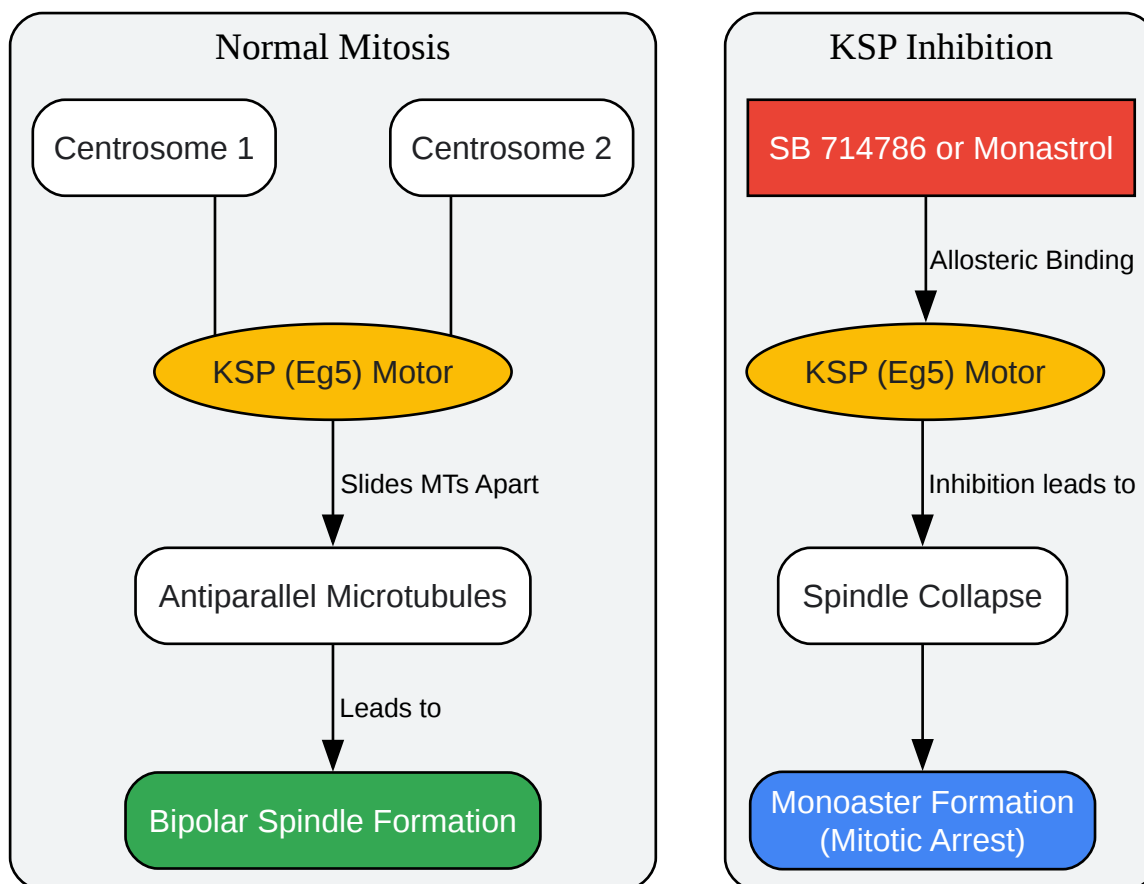 Normal Mitosis
Centrosome 1
Centrosome 2
KSP (Eg5) Motor
Slides MTs Apart
Antiparallel Microtubules
Leads to
Bipolar Spindle Formation
KSP Inhibition
SB 714786 or Monastrol
Allosteric Binding
KSP (Eg5) Motor
Inhibition leads to
Spindle Collapse
Monoaster Formation
(Mitotic Arrest)